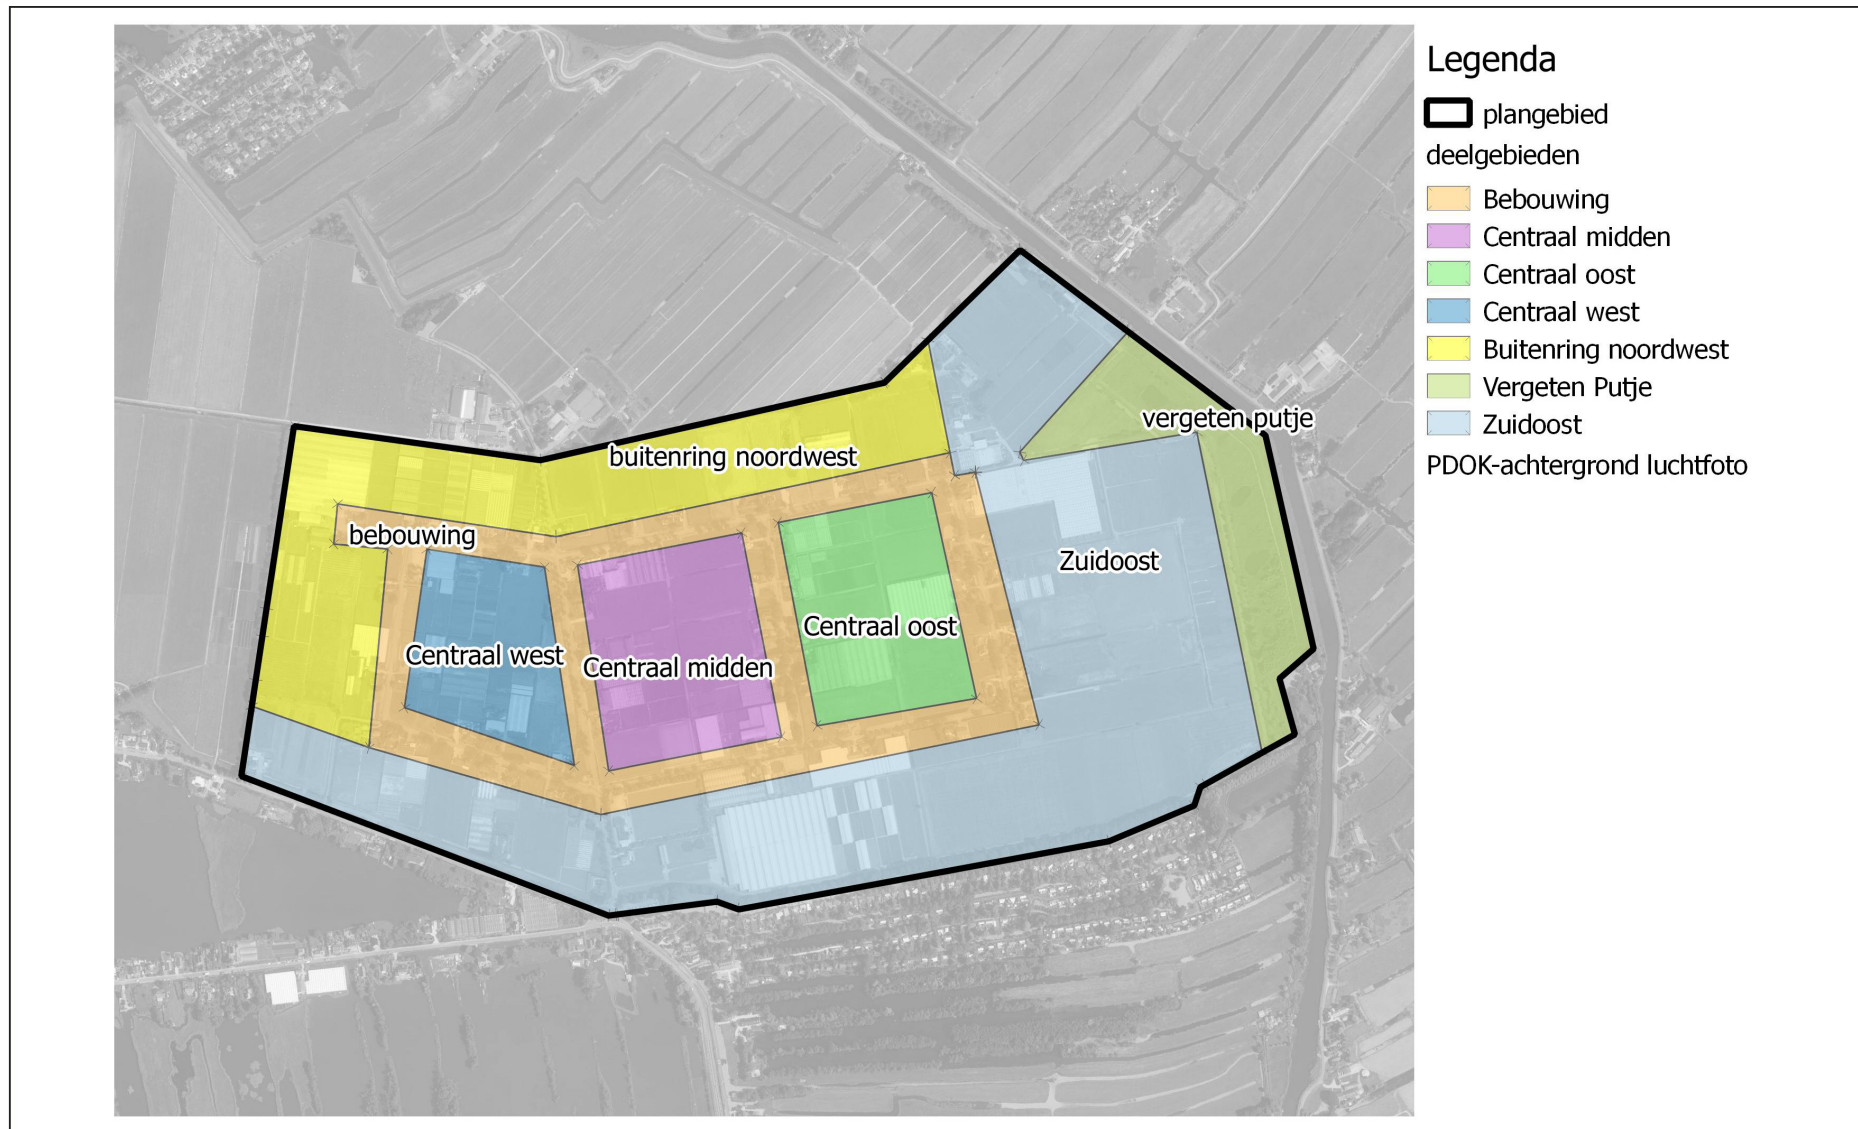 Legenda
plangebied
deelgebieden
Bebouwing
Centraal midden
Centraal oost
Centraal west
Buitenring noordwest
Vergeten Putje
Zuidoost
PDOK-achtergrond luchtfoto
vergeten putje
buitenring noordwest
bebouwing
Zuidoost
Centraal oost
Centraal west
Centraal midden